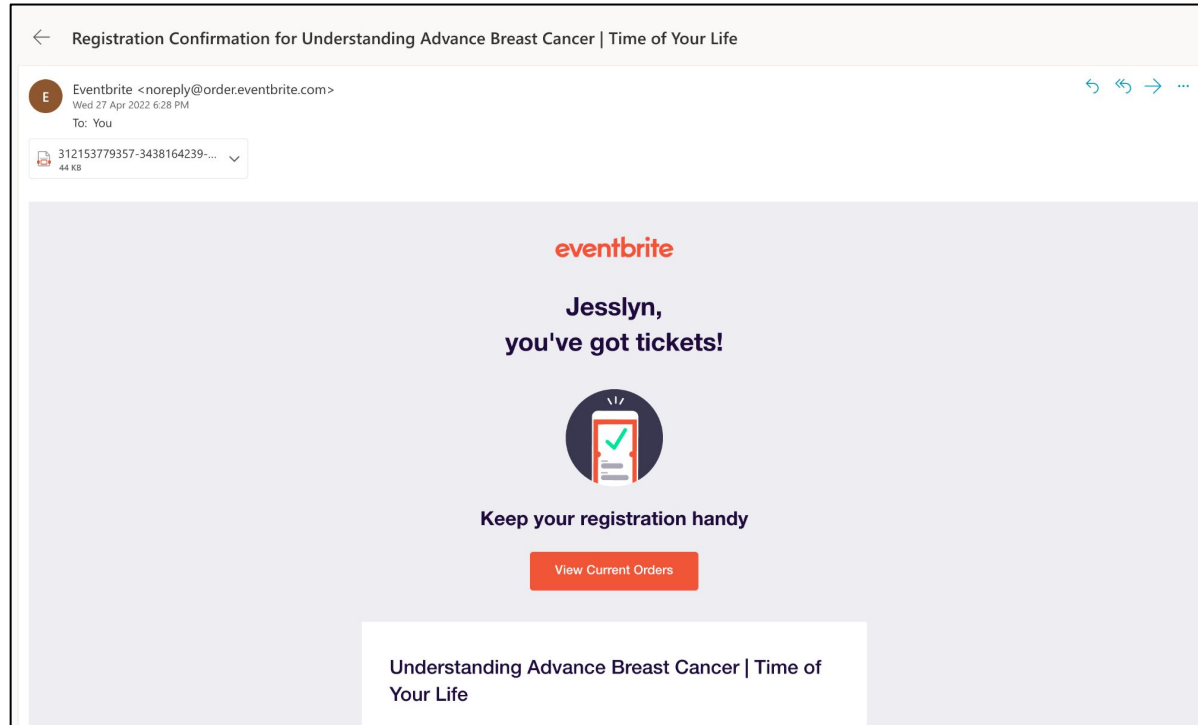 Registration Confirmation for Understanding Advance Breast Cancer | Time of Your Life
E
Eventbrite <noreply@order.eventbrite.com>
Wed 27 Apr 2022 6:28 PM
To: You
312153779357-3438164239-...
44 KB
eventbrite
Jesslyn,
you've got tickets!
Keep your registration handy
View Current Orders
Understanding Advance Breast Cancer | Time of
Your Life